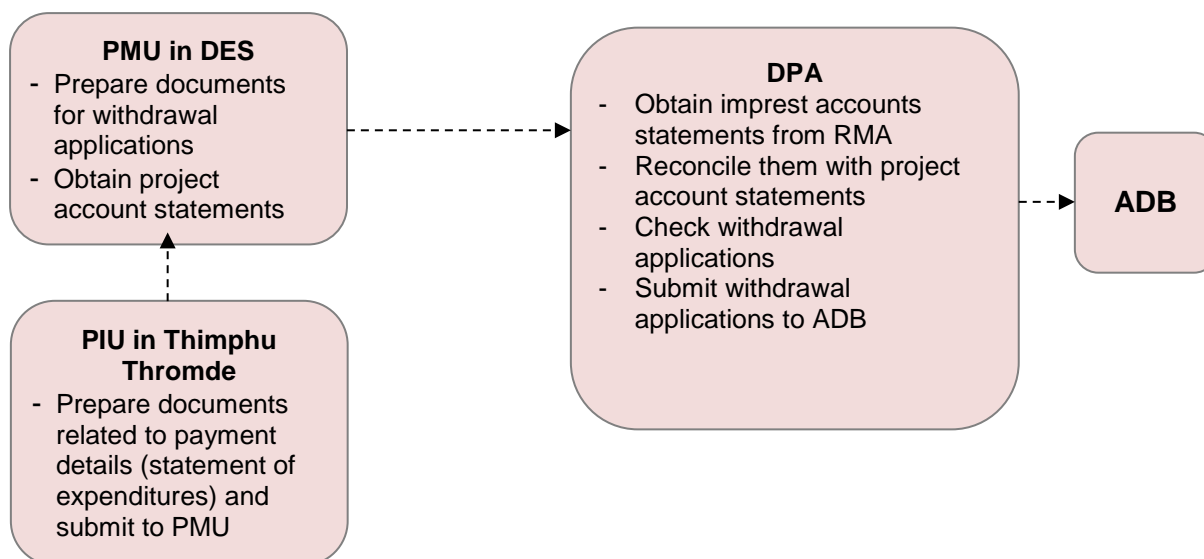 PMU in DES
- Prepare documents
for withdrawal
applications
- Obtain project
account statements
PIU in Thimphu
Thromde
- Prepare documents
related to payment
details (statement of
expenditures) and
submit to PMU
DPA
- Obtain imprest accounts
statements from RMA
- Reconcile them with project
account statements
- Check withdrawal
applications
- Submit withdrawal
applications to ADB
ADB